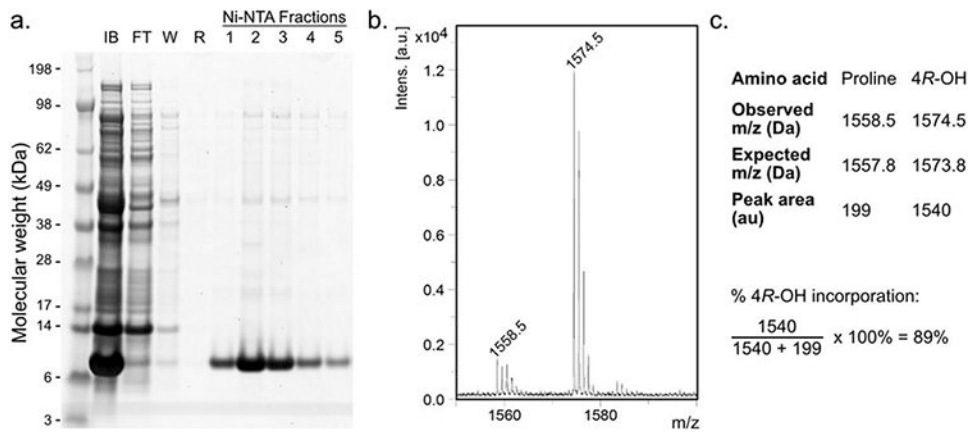 a.
IB FT W R
Ni-NTA Fractions
1 2 3 4 5
Molecular weight (kDa)
198 -
98 -
62 -
49 -
38 -
28 -
17 -
14 -
6 -
3 -
b.
Intens. [a.u.]
x10⁴
1.2
1.0
0.8
0.6
0.4
0.2
0.0
1558.5
1574.5
1560 1580 m/z
c.
Amino acid Proline 4R-OH
Observed
m/z (Da) 1558.5 1574.5
Expected
m/z (Da) 1557.8 1573.8
Peak area
(au) 199 1540
% 4R-OH incorporation:
1540
1540 + 199
x 100% = 89%